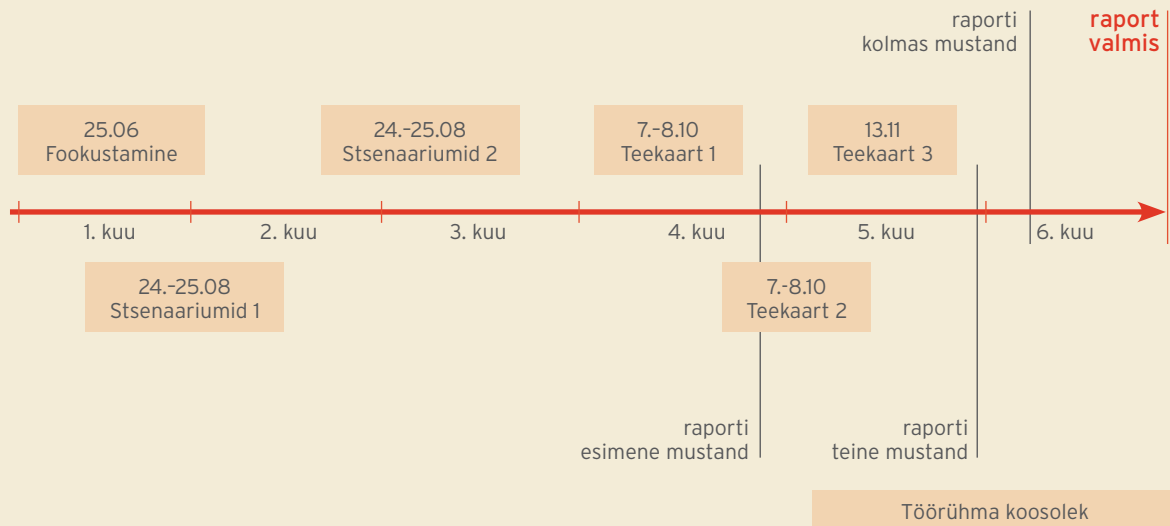 raporti
kolmas mustand
raport
valmis
25.06
Fookustamine
24.-25.08
Stsenaariumid 2
7.-8.10
Teekaart 1
13.11
Teekaart 3
1. kuu
2. kuu
3. kuu
4. kuu
5. kuu
6. kuu
24.-25.08
Stsenaariumid 1
7.-8.10
Teekaart 2
raporti
esimene mustand
raporti
teine mustand
Töörühma koosolek